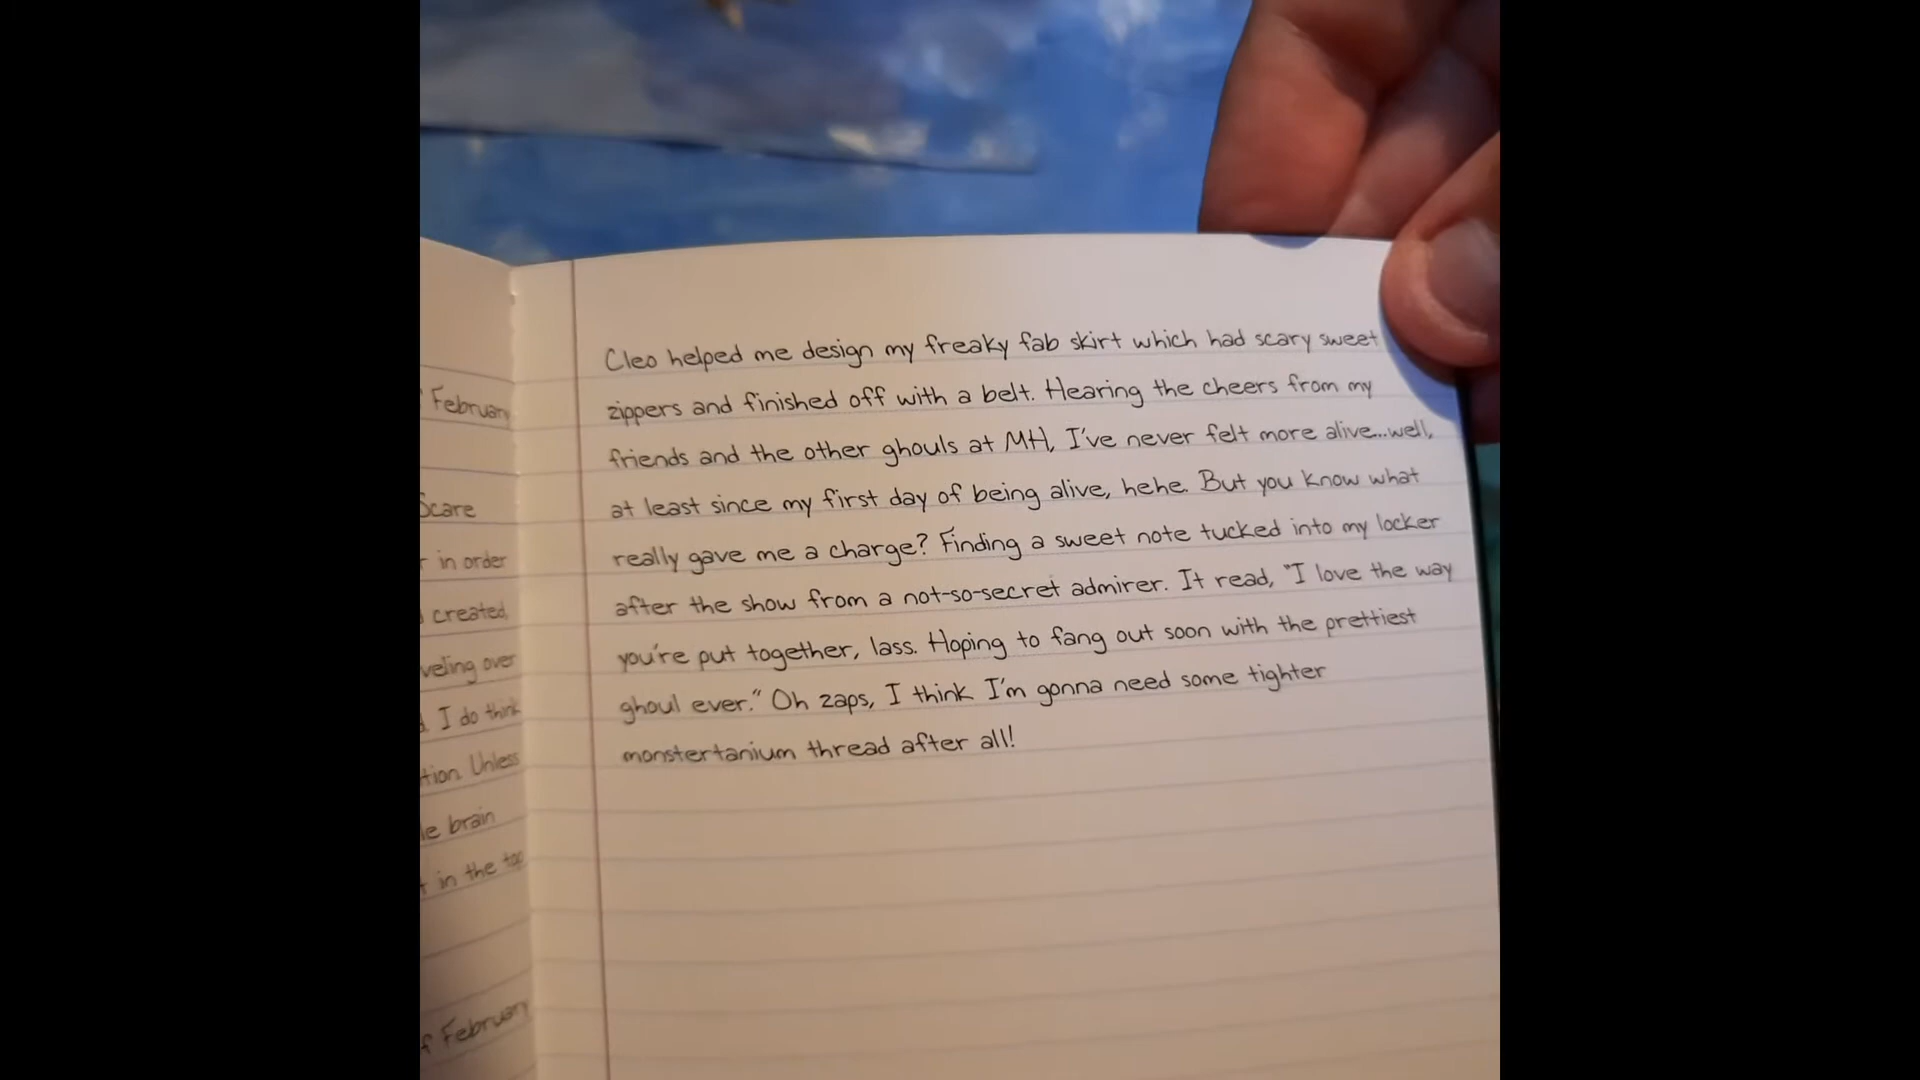 February
Scare
in order
created,
veling over
I do think
tion. Unless
brain
in the top
February
Cleo helped me design my freaky fab skirt which had scary sweet
zippers and finished off with a belt. Hearing the cheers from my
friends and the other ghouls at MH, I've never felt more alive...well,
at least since my first day of being alive, hehe. But you know what
really gave me a charge? Finding a sweet note tucked into my locker
after the show from a not-so-secret admirer. It read, "I love the way
you're put together, lass. Hoping to fang out soon with the prettiest
ghoul ever." Oh zaps, I think I'm gonna need some tighter
monstertanium thread after all!